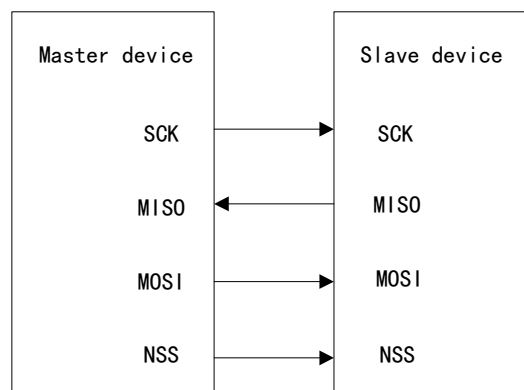 Master device
Slave device
SCK
SCK
MISO
MISO
MOSI
MOSI
NSS
NSS